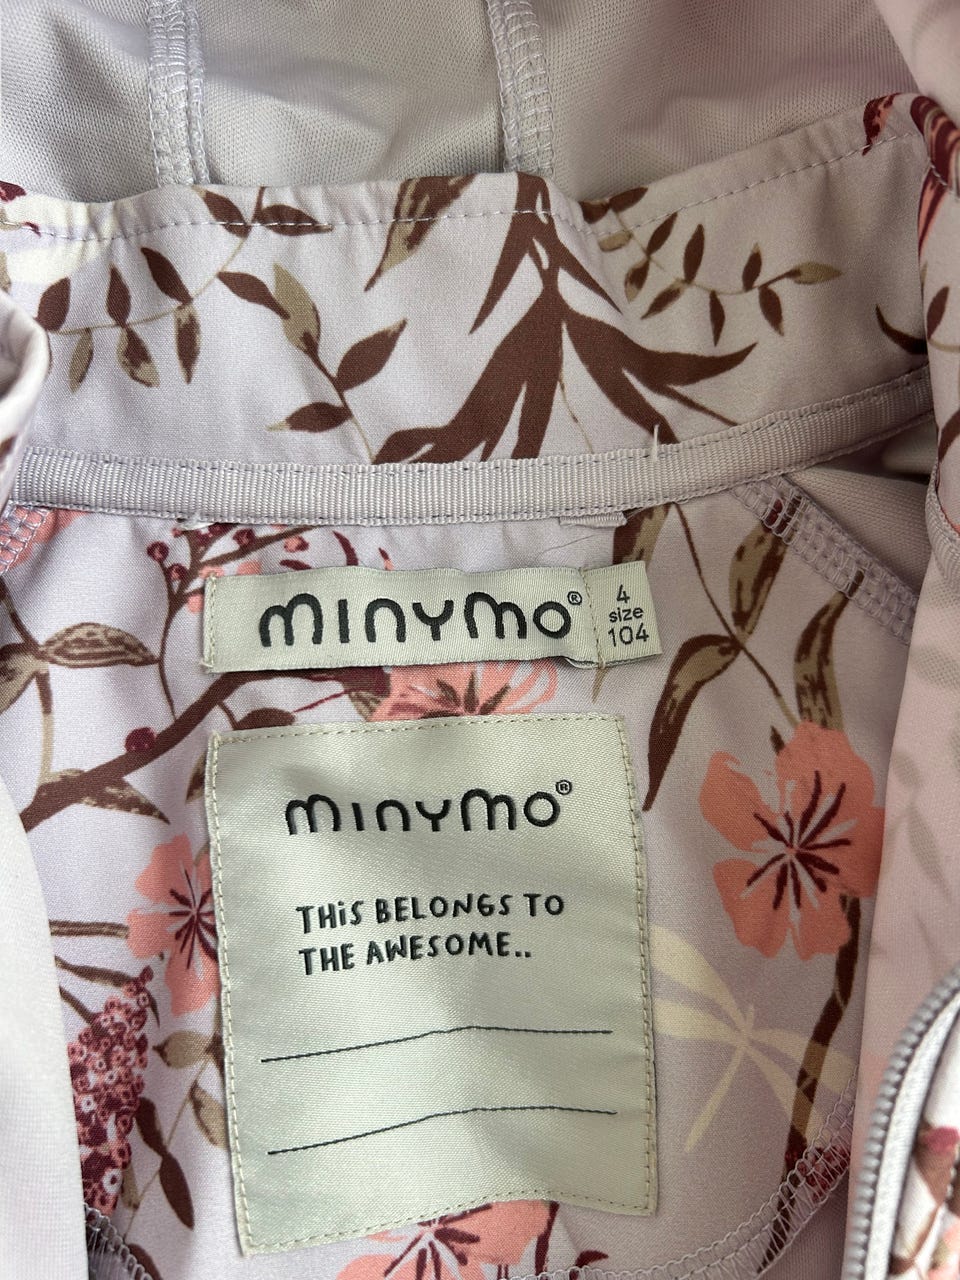 minymo®
4
size
104
minymo®
THIS BELONGS TO
THE AWESOME..